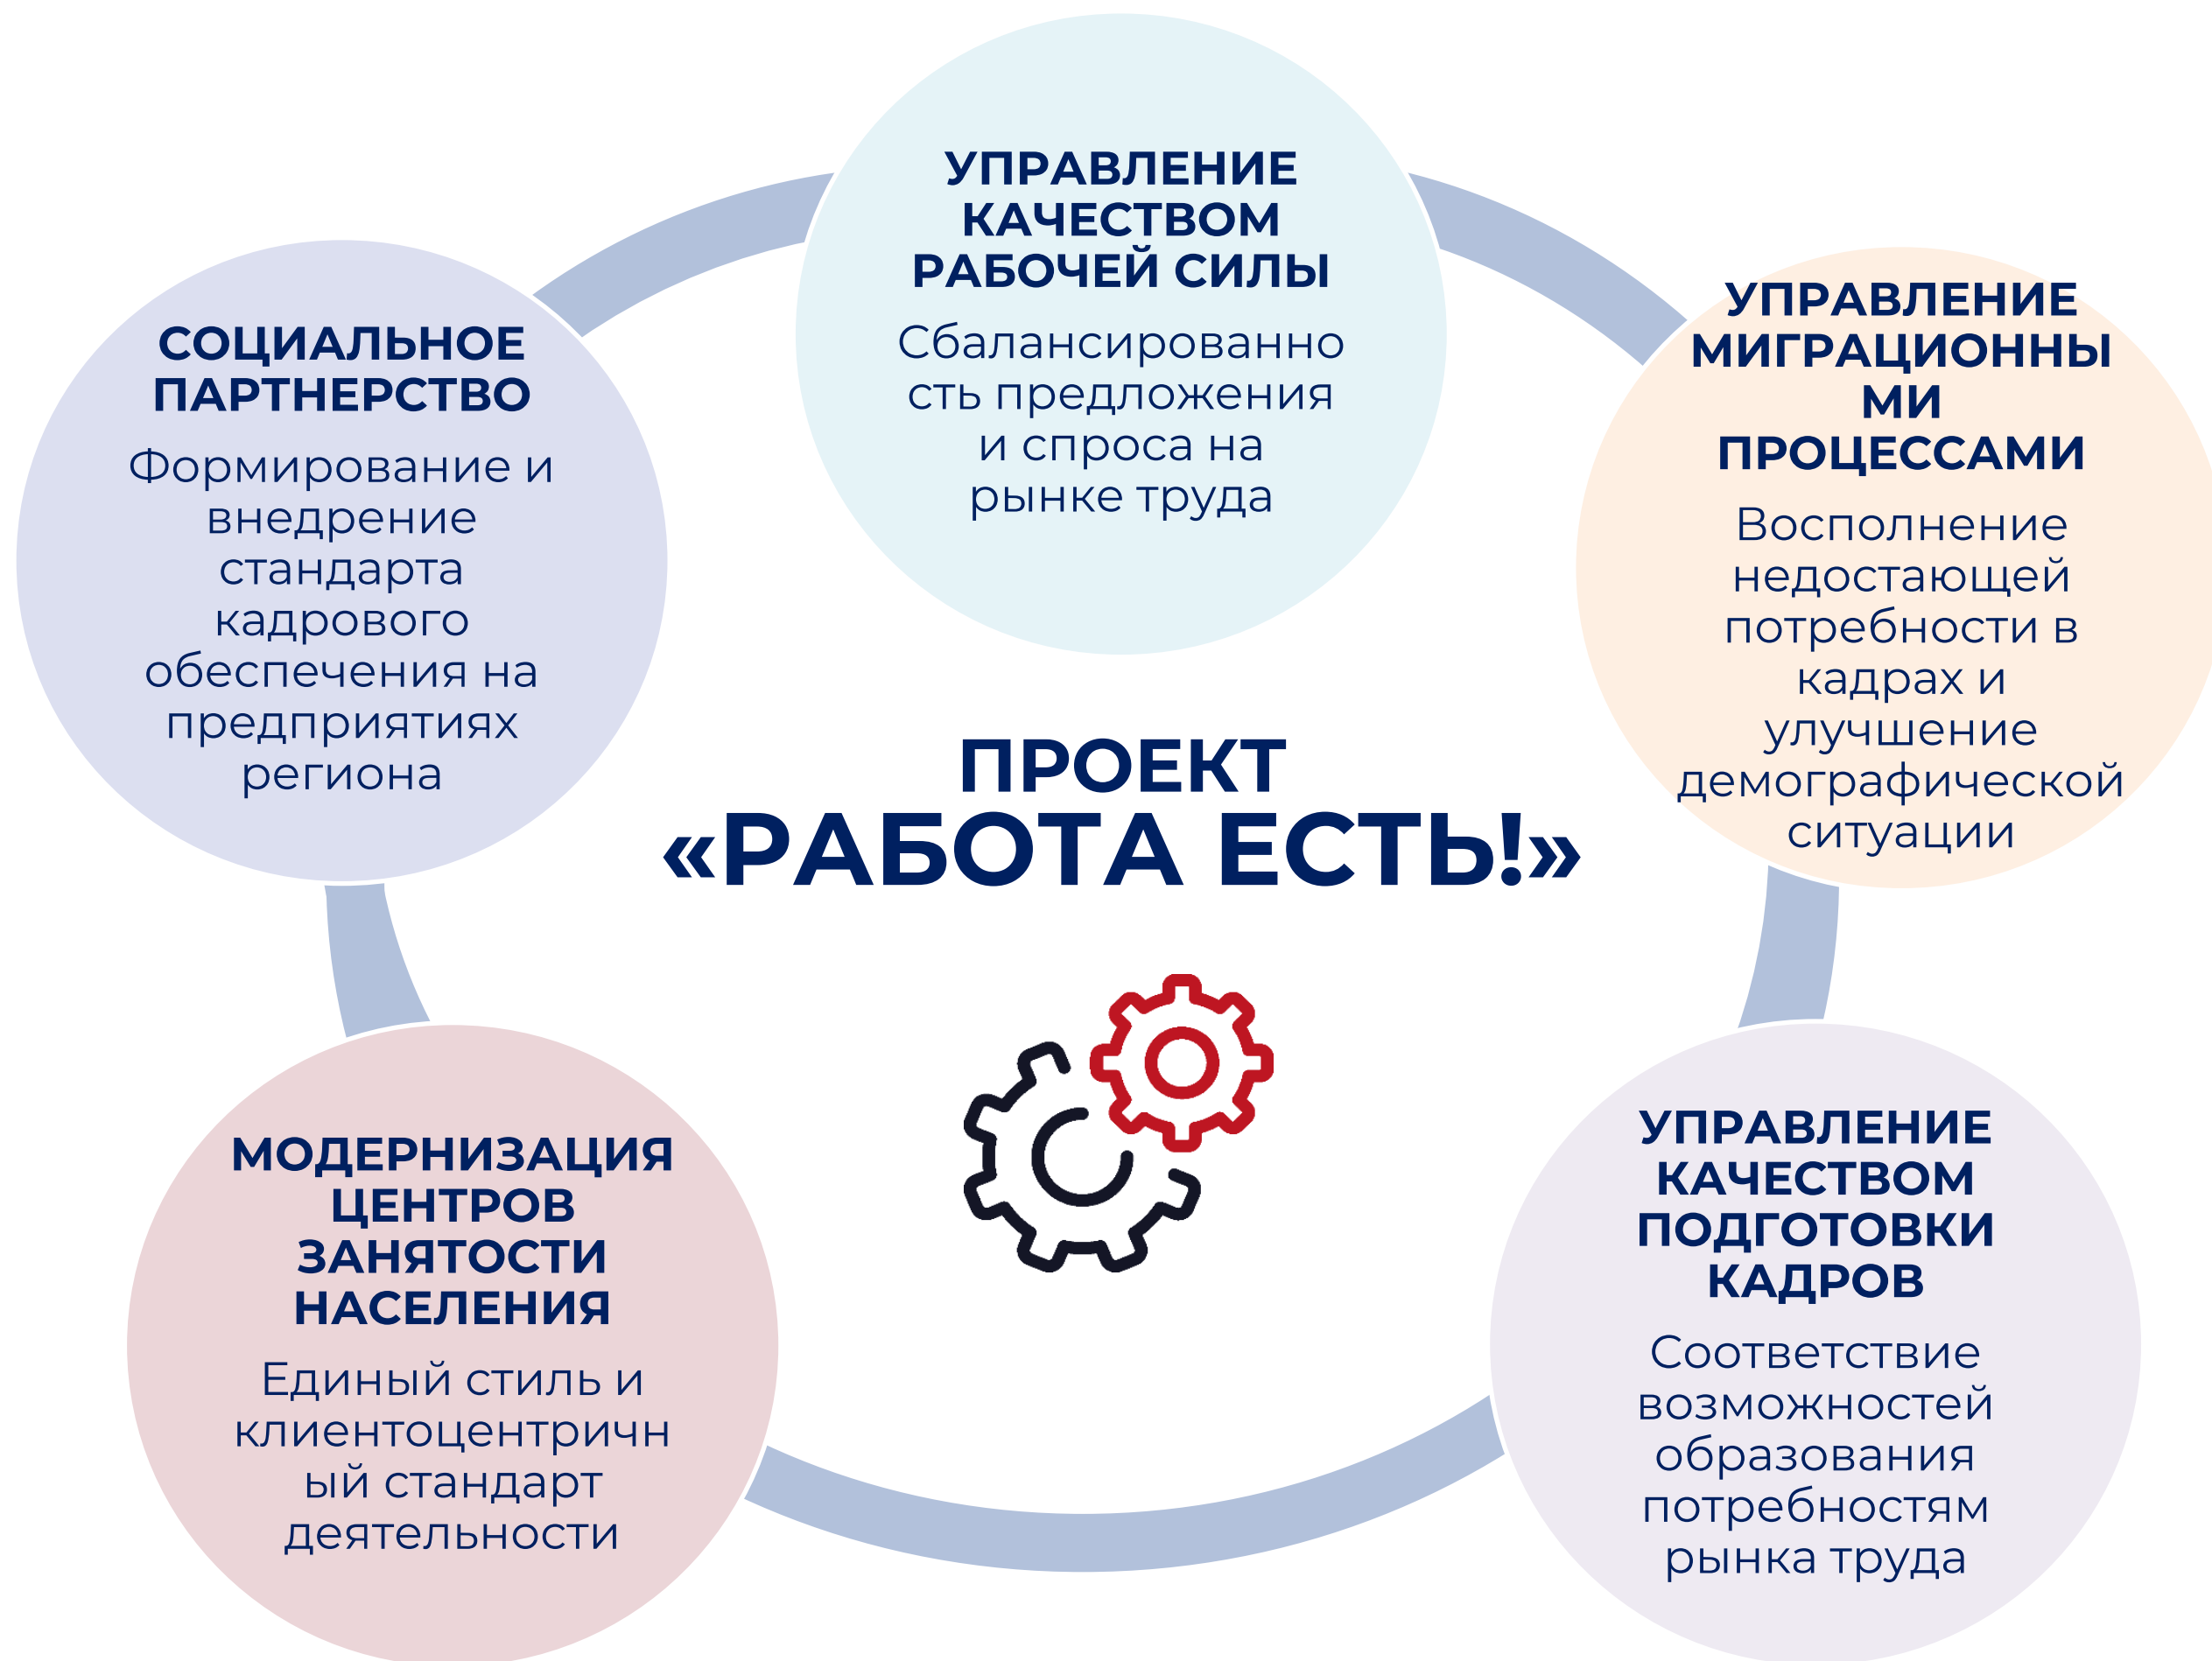 УПРАВЛЕНИЕ
КАЧЕСТВОМ
РАБОЧЕЙ СИЛЫ
Сбалансированно
сть предложения
и спроса на
рынке труда
СОЦИАЛЬНОЕ
ПАРТНЕРСТВО
Формирование и
внедрение
стандарта
кадрового
обеспечения на
предприятиях
региона
УПРАВЛЕНИЕ
МИГРАЦИОННЫ
МИ
ПРОЦЕССАМИ
Восполнение
недостающей
потребности в
кадрах и
улучшение
демографической
ситуации
ПРОЕКТ
«РАБОТА ЕСТЬ!»
МОДЕРНИЗАЦИЯ
ЦЕНТРОВ
ЗАНЯТОСТИ
НАСЕЛЕНИЯ
Единый стиль и
клиентоцентричн
ый стандарт
деятельности
УПРАВЛЕНИЕ
КАЧЕСТВОМ
ПОДГОТОВКИ
КАДРОВ
Соответствие
возможностей
образования
потребностям
рынка труда